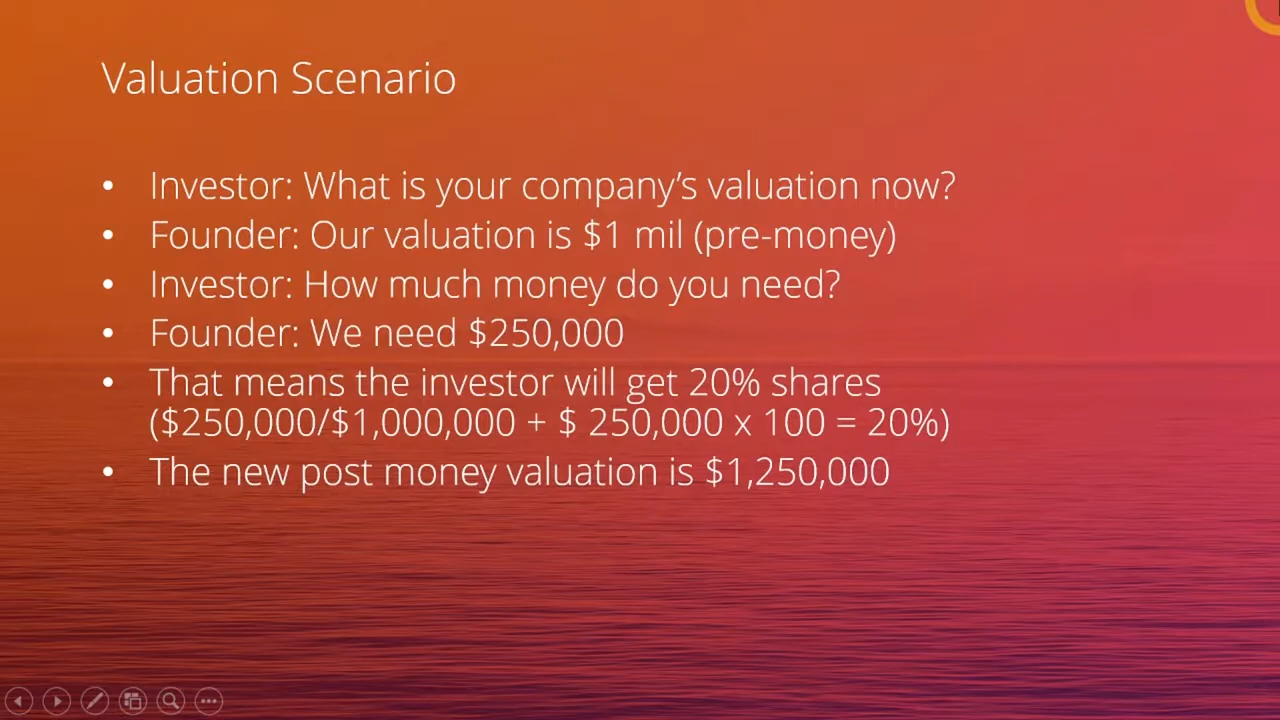 Valuation Scenario
• Investor: What is your company’s valuation now?
• Founder: Our valuation is $1 mil (pre-money)
• Investor: How much money do you need?
• Founder: We need $250,000
• That means the investor will get 20% shares
($250,000/$1,000,000 + $ 250,000 x 100 = 20%)
• The new post money valuation is $1,250,000